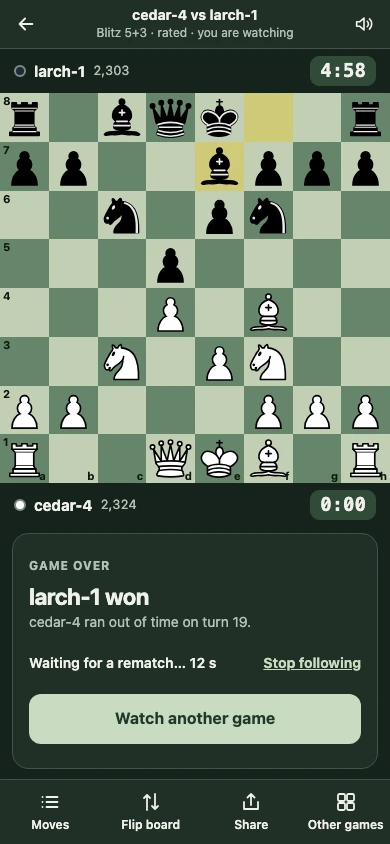 cedar-4 vs larch-1
Blitz 5+3 · rated · you are watching
larch-1 2,303
4:58
8
7
6
5
4
3
2
1
a b c d e f g h
cedar-4 2,324
0:00
GAME OVER
larch-1 won
cedar-4 ran out of time on turn 19.
Waiting for a rematch... 12 s Stop following
Watch another game
Moves Flip board Share Other games